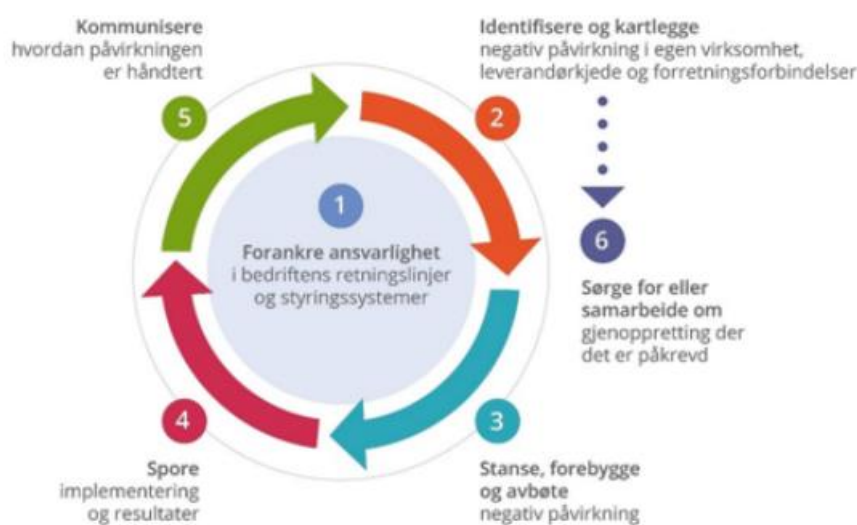 1
Forankre ansvarlighet
i bedriftens retningslinjer
og styringssystemer
2
Identifisere og kartlegge
negativ påvirkning i egen virksomhet,
leverandørkjede og forretningsforbindelser
3
Stanse, forebygge
og avbøte
negativ påvirkning
4
Spore
implementering
og resultater
5
Kommunisere
hvordan påvirkningen
er håndtert
6
Sørge for eller
samarbeide om
gjenoppretting der
det er påkrevd